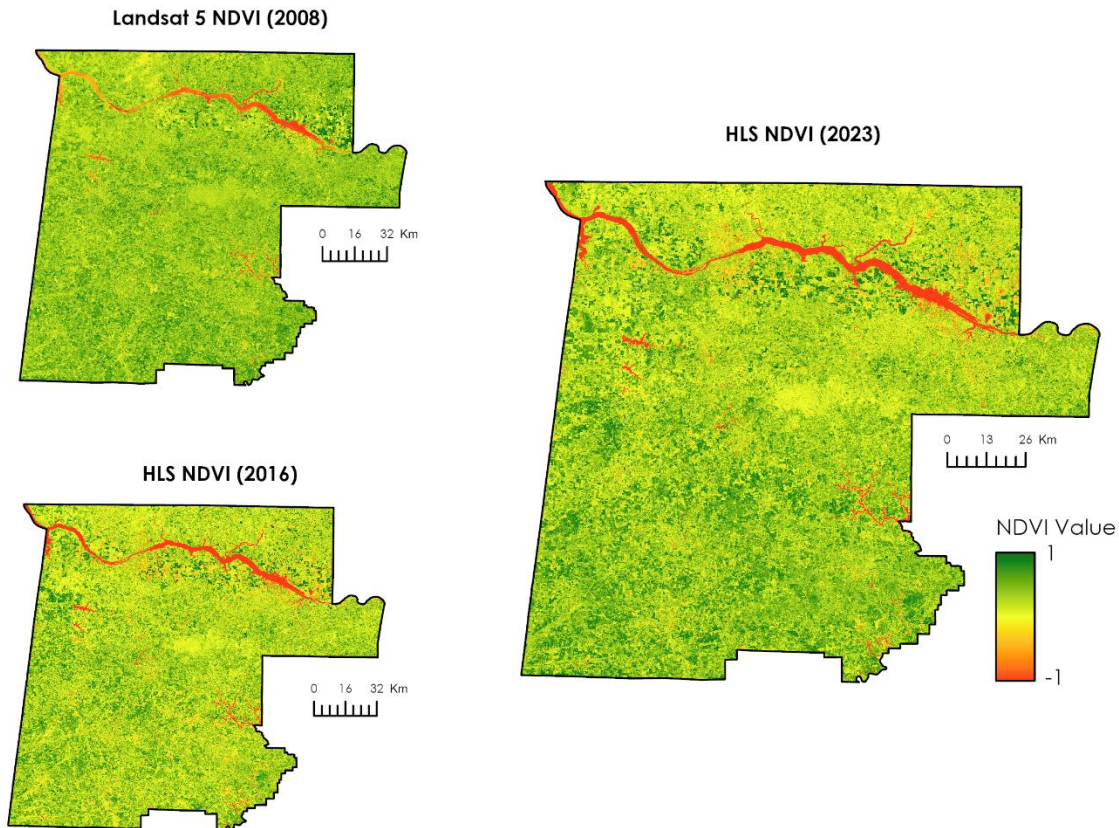 Landsat 5 NDVI (2008)
0 16 32 Km
HLS NDVI (2016)
0 16 32 Km
HLS NDVI (2023)
0 13 26 Km
NDVI Value
1
-1